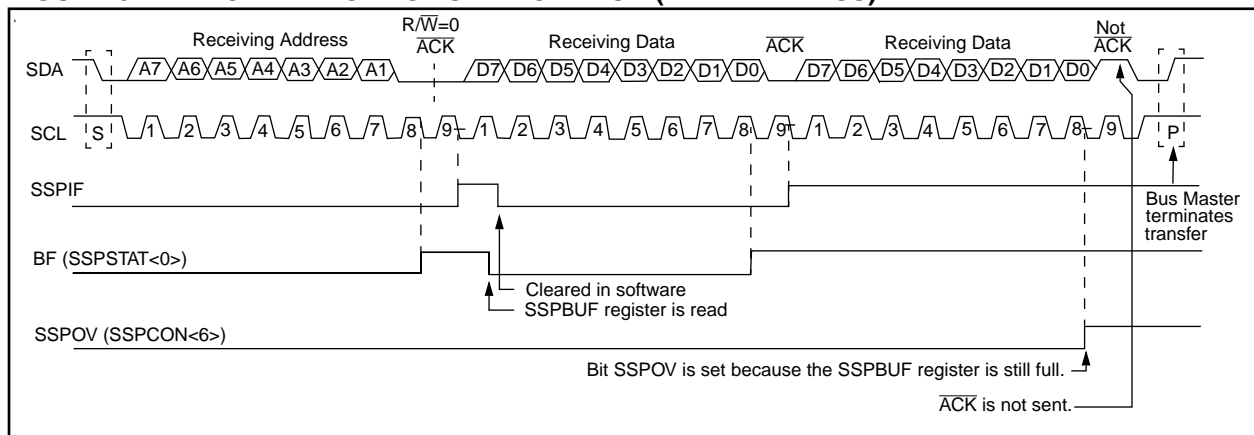 R/W=0 Not
Receiving Address ACK Receiving Data ACK Receiving Data ACK
SDA A7 A6 A5 A4 A3 A2 A1 D7 D6 D5 D4 D3 D2 D1 D0 D7 D6 D5 D4 D3 D2 D1 D0
SCL S 1 2 3 4 5 6 7 8 9 1 2 3 4 5 6 7 8 9 1 2 3 4 5 6 7 8 9 P
SSPIF
Bus Master
terminates
transfer
BF (SSPSTAT<0>)
Cleared in software
SSPBUF register is read
SSPOV (SSPCON<6>)
Bit SSPOV is set because the SSPBUF register is still full.
ACK is not sent.